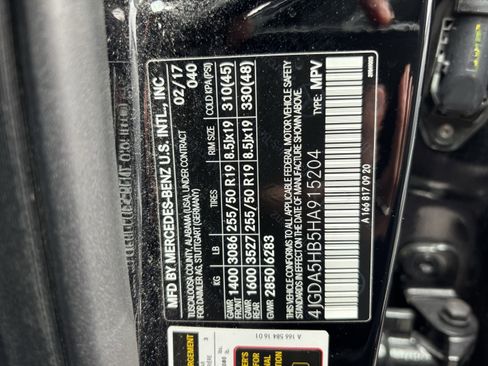 MFD BY MERCEDES-BENZ U.S. INTL., INC
TUSCALOOSA COUNTY, ALABAMA (USA), UNDER CONTRACT
FOR DAIMLER AG, STUTTGART (GERMANY)
02/17
040
KG LB TIRES RIM SIZE COLD KPA/(PSI)
GAWR FRONT 1400 3086 255/50 R19 8.5Jx19 310(45)
GAWR REAR 1600 3527 255/50 R19 8.5Jx19 330(48)
GVWR 2850 6283
THIS VEHICLE CONFORMS TO ALL APPLICABLE FEDERAL MOTOR VEHICLE SAFETY
STANDARDS IN EFFECT ON THE DATE OF MANUFACTURE SHOWN ABOVE.
4JGDA5HB5HA915204 TYPE: MPV
A 166 817 09 20
A 166 584 16 01